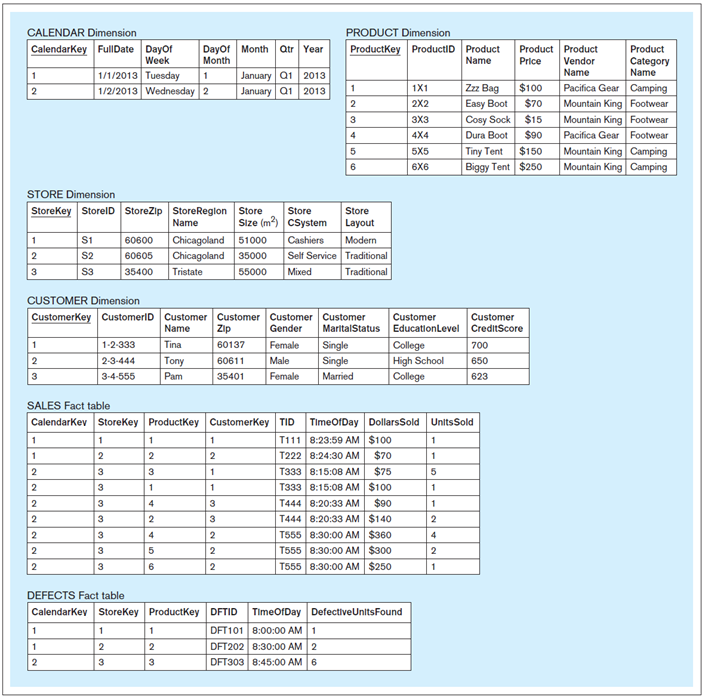 CALENDAR Dimension
CalendarKey FullDate DayOf Week DayOf Month Month Qtr Year
1 1/1/2013 Tuesday 1 January Q1 2013
2 1/2/2013 Wednesday 2 January Q1 2013
PRODUCT Dimension
ProductKey ProductID Product Name Product Price Product Vendor Name Product Category Name
1 1X1 Zzz Bag $100 Pacifica Gear Camping
2 2X2 Easy Boot $70 Mountain King Footwear
3 3X3 Cosy Sock $15 Mountain King Footwear
4 4X4 Dura Boot $90 Pacifica Gear Footwear
5 5X5 Tiny Tent $150 Mountain King Camping
6 6X6 Biggy Tent $250 Mountain King Camping
STORE Dimension
StoreKey StoreID StoreZip StoreRegion Name Store Size (m²) Store CSystem Store Layout
1 S1 60600 Chicagoland 51000 Cashiers Modern
2 S2 60605 Chicagoland 35000 Self Service Traditional
3 S3 35400 Tristate 55000 Mixed Traditional
CUSTOMER Dimension
CustomerKey CustomerID Customer Name Customer Zip Customer Gender Customer MaritalStatus Customer EducationLevel Customer CreditScore
1 1-2-333 Tina 60137 Female Single College 700
2 2-3-444 Tony 60611 Male Single High School 650
3 3-4-555 Pam 35401 Female Married College 623
SALES Fact table
CalendarKey StoreKey ProductKey CustomerKey TID TimeOfDay DollarsSold UnitsSold
1 1 1 1 T111 8:23:59 AM $100 1
1 2 2 2 T222 8:24:30 AM $70 1
2 3 3 1 T333 8:15:08 AM $75 5
2 3 1 1 T333 8:15:08 AM $100 1
2 3 4 3 T444 8:20:33 AM $90 1
2 3 2 3 T444 8:20:33 AM $140 2
2 3 4 2 T555 8:30:00 AM $360 4
2 3 5 2 T555 8:30:00 AM $300 2
2 3 6 2 T555 8:30:00 AM $250 1
DEFECTS Fact table
CalendarKey StoreKey ProductKey DFTID TimeOfDay DefectiveUnitsFound
1 1 1 DFT101 8:00:00 AM 1
1 2 2 DFT202 8:30:00 AM 2
2 3 3 DFT303 8:45:00 AM 6